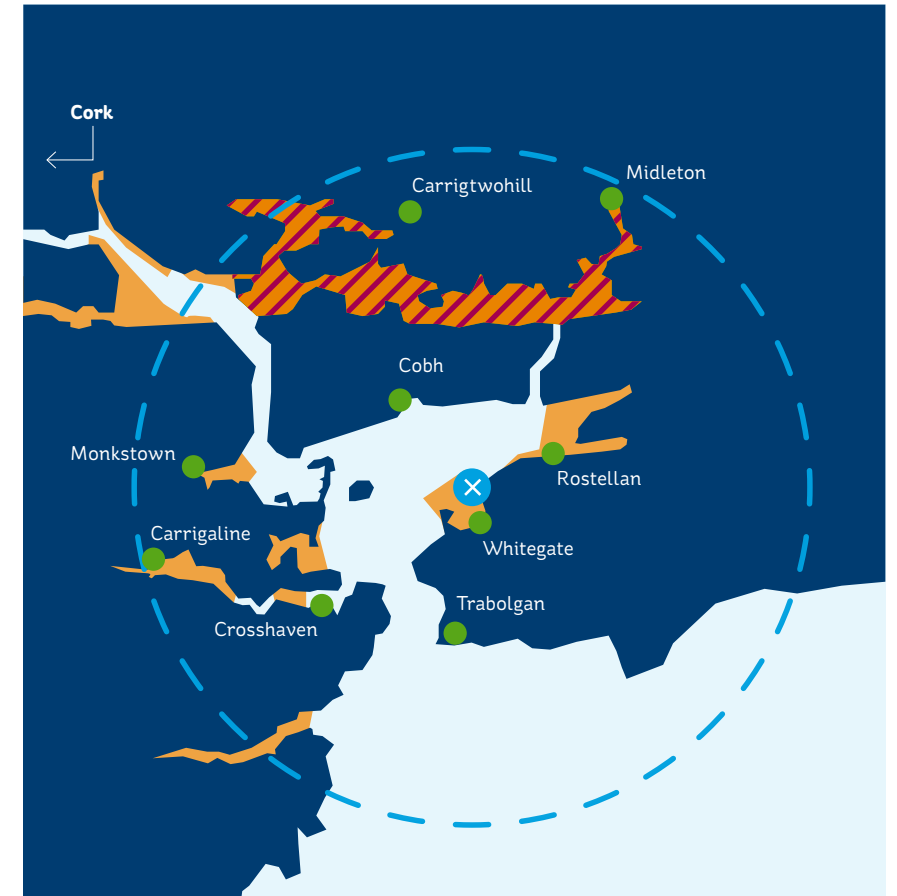 Cork
Midleton
Carrigtwohill
Cobh
Monkstown
Rostellan
Carrigaline
Whitegate
Trabolgan
Crosshaven